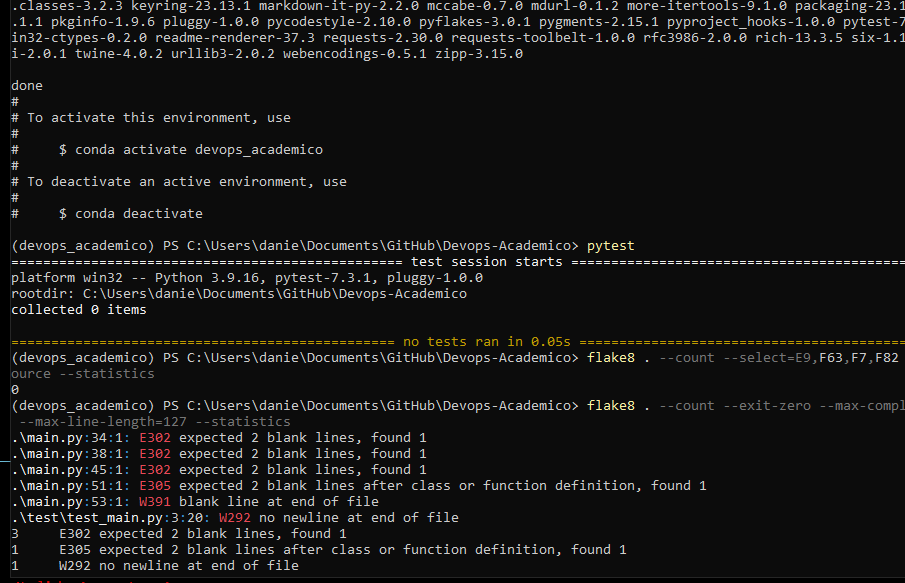 .classes-3.2.3 keyring-23.13.1 markdown-it-py-2.2.0 mccabe-0.7.0 mdurl-0.1.2 more-itertools-9.1.0 packaging-23.1
.1.1 pkginfo-1.9.6 pluggy-1.0.0 pycodestyle-2.10.0 pyflakes-3.0.1 pygments-2.15.1 pyproject_hooks-1.0.0 pytest-7
in32-ctypes-0.2.0 readme-renderer-37.3 requests-2.30.0 requests-toolbelt-1.0.0 rfc3986-2.0.0 rich-13.3.5 six-1.1
i-2.0.1 twine-4.0.2 urllib3-2.0.2 webencodings-0.5.1 zipp-3.15.0
done
#
# To activate this environment, use
#
#     $ conda activate devops_academico
#
# To deactivate an active environment, use
#
#     $ conda deactivate
(devops_academico) PS C:\Users\danie\Documents\GitHub\Devops-Academico> pytest
================================================= test session starts ==========================================
platform win32 -- Python 3.9.16, pytest-7.3.1, pluggy-1.0.0
rootdir: C:\Users\danie\Documents\GitHub\Devops-Academico
collected 0 items
================================================ no tests ran in 0.05s =========================================
(devops_academico) PS C:\Users\danie\Documents\GitHub\Devops-Academico> flake8 . --count --select=E9,F63,F7,F82
ource --statistics
0
(devops_academico) PS C:\Users\danie\Documents\GitHub\Devops-Academico> flake8 . --count --exit-zero --max-compl
 --max-line-length=127 --statistics
.\main.py:34:1: E302 expected 2 blank lines, found 1
.\main.py:38:1: E302 expected 2 blank lines, found 1
.\main.py:45:1: E302 expected 2 blank lines, found 1
.\main.py:51:1: E305 expected 2 blank lines after class or function definition, found 1
.\main.py:53:1: W391 blank line at end of file
.\test\test_main.py:3:20: W292 no newline at end of file
3     E302 expected 2 blank lines, found 1
1     E305 expected 2 blank lines after class or function definition, found 1
1     W292 no newline at end of file